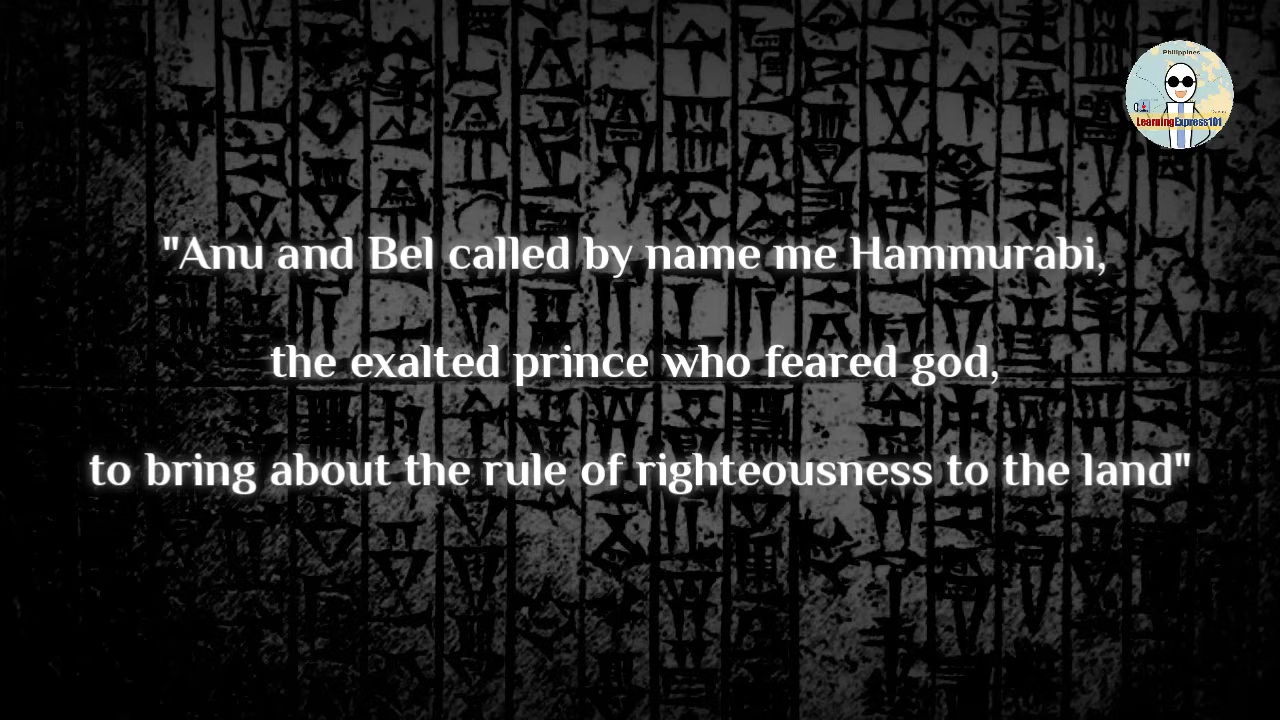 Philippines
LearningExpress101
"Anu and Bel called by name me Hammurabi,
the exalted prince who feared god,
to bring about the rule of righteousness to the land"